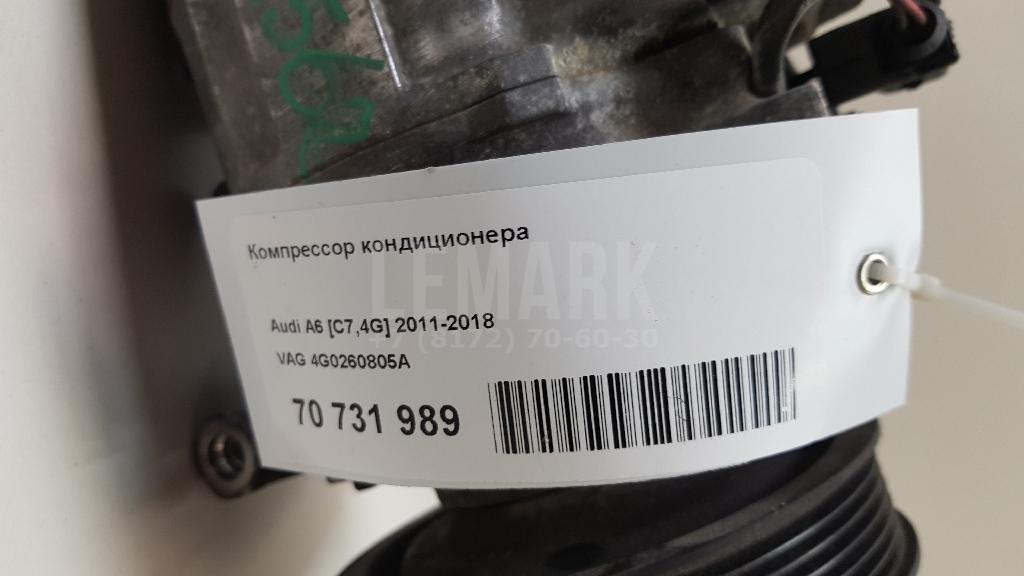 562
Компрессор кондиционера
LEMARK
Audi A6 [C7,4G] 2011-2018
+7 (8172) 70-60-30
VAG 4G0260805A
70 731 989